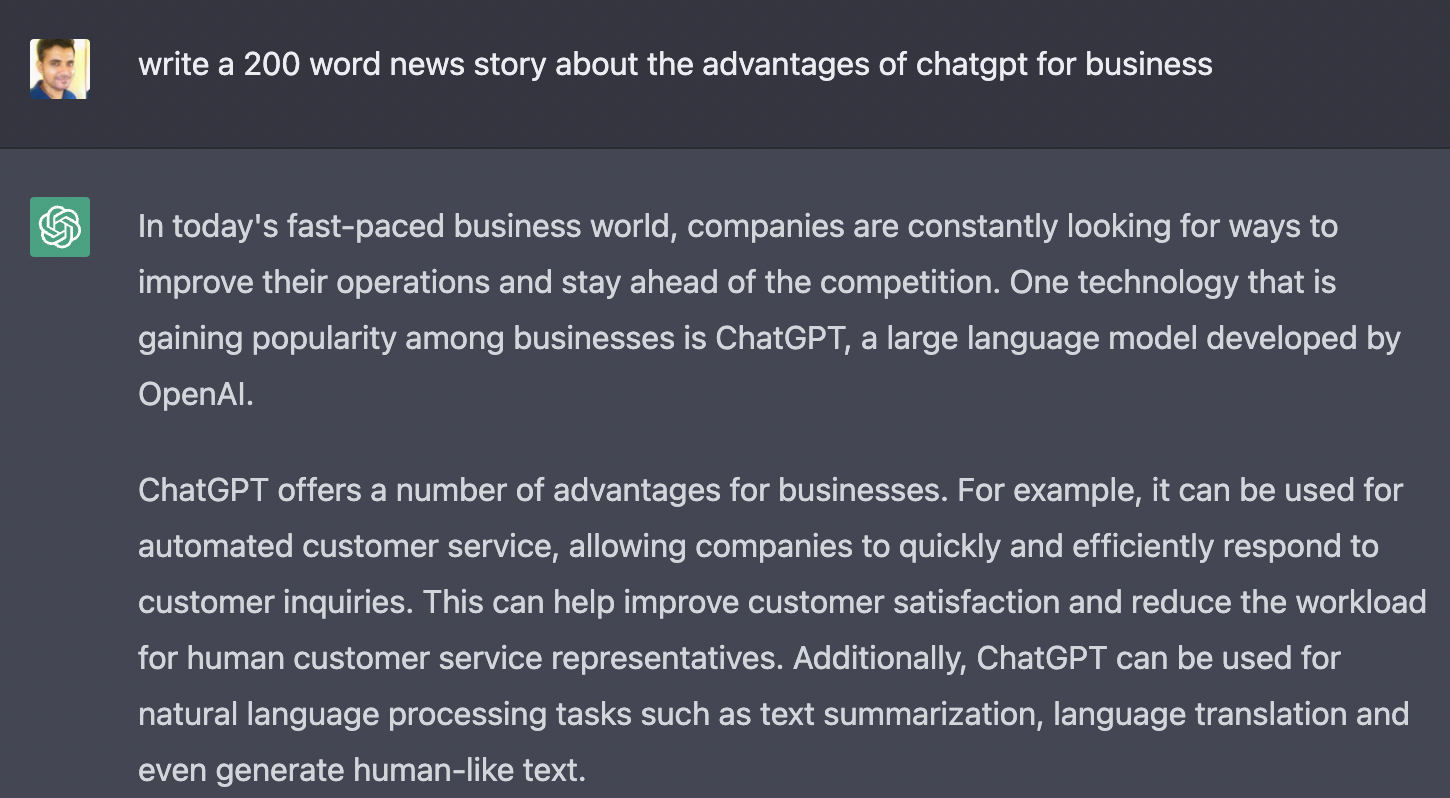 write a 200 word news story about the advantages of chatgpt for business
In today's fast-paced business world, companies are constantly looking for ways to
improve their operations and stay ahead of the competition. One technology that is
gaining popularity among businesses is ChatGPT, a large language model developed by
OpenAI.
ChatGPT offers a number of advantages for businesses. For example, it can be used for
automated customer service, allowing companies to quickly and efficiently respond to
customer inquiries. This can help improve customer satisfaction and reduce the workload
for human customer service representatives. Additionally, ChatGPT can be used for
natural language processing tasks such as text summarization, language translation and
even generate human-like text.